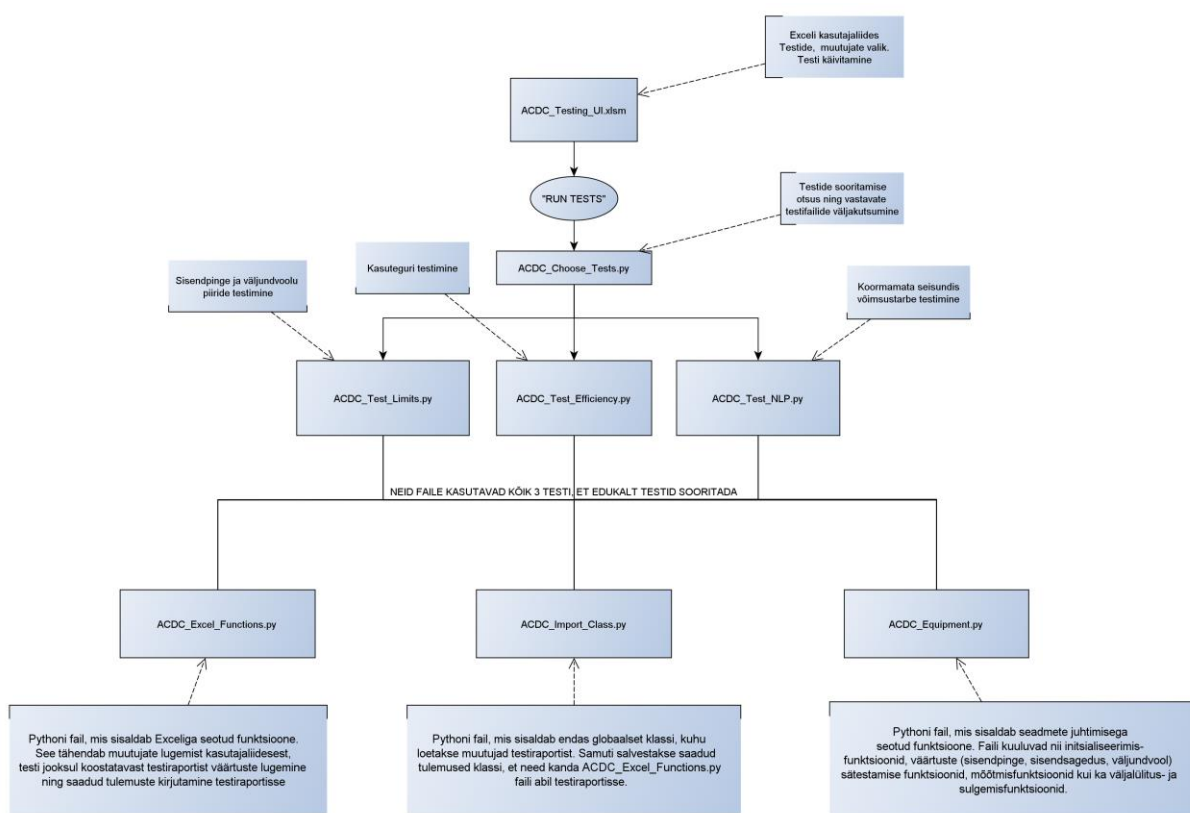 Exceli kasutajaliides
Testide, muutujate valik.
Testi käivitamine
ACDC_Testing_UI.xlsm
"RUN TESTS"
Testide sooritamise
otsus ning vastavate
testifailide väljakutsumine
ACDC_Choose_Tests.py
Sisendpinge ja väljundvoolu
piiride testimine
Kasuteguri testimine
Koormamata seisundis
võimsustarbe testimine
ACDC_Test_Limits.py
ACDC_Test_Efficiency.py
ACDC_Test_NLP.py
NEID FAILE KASUTAVAD KÕIK 3 TESTI, ET EDUKALT TESTID SOORITADA
ACDC_Excel_Functions.py
ACDC_Import_Class.py
ACDC_Equipment.py
Pythoni fail, mis sisaldab Exceliga seotud funktsioone.
See tähendab muutujate lugemist kasutajaliidesest,
testi jooksul koostatavast testiraportist väärtuste lugemine
ning saadud tulemuste kirjutamine testiraportisse
Pythoni fail, mis sisaldab endas globaalset klassi, kuhu
loetakse muutujad testiraportist. Samuti salvestakse saadud
tulemused klassi, et need kanda ACDC_Excel_Functions.py
faili abil testiraportisse.
Pythoni fail, mis sisaldab seadmete juhtimisega
seotud funktsioone. Faili kuuluvad nii initsialiseerimis-
funktsioonid, väärtuste (sisendpinge, sisendsagedus, väljundvool)
sätestamise funktsioonid, mõõtmisfunktsioonid kui ka väljalülitus- ja
sulgemisfunktsioonid.